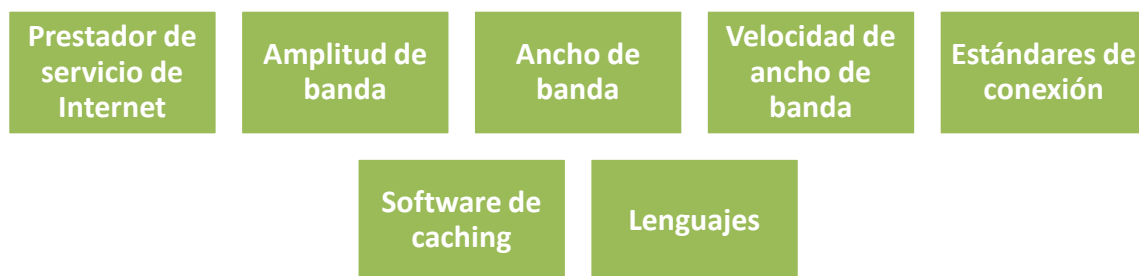 Prestador de
servicio de
Internet
Amplitud de
banda
Ancho de
banda
Velocidad de
ancho de
banda
Estándares de
conexión
Software de
caching
Lenguajes